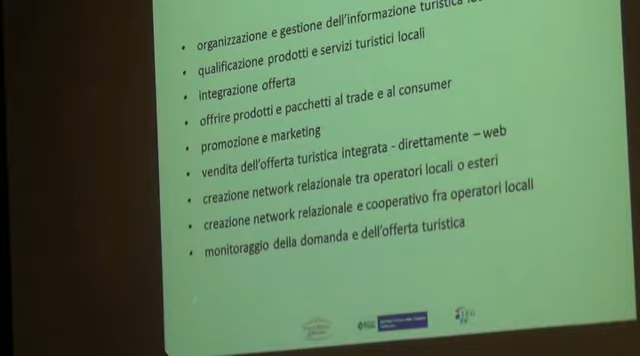 • organizzazione e gestione dell'informazione turistica
• qualificazione prodotti e servizi turistici locali
• integrazione offerta
• offrire prodotti e pacchetti al trade e al consumer
• promozione e marketing
• vendita dell'offerta turistica integrata - direttamente – web
• creazione network relazionale tra operatori locali o esteri
• creazione network relazionale e cooperativo fra operatori locali
• monitoraggio della domanda e dell'offerta turistica